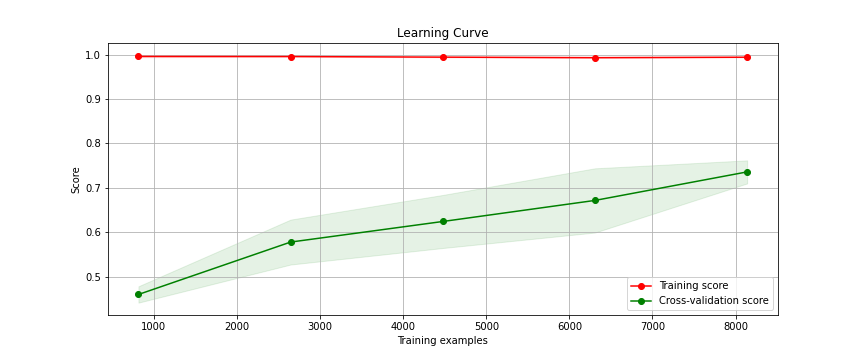 Learning Curve
1.0
0.9
0.8
0.7
0.6
0.5
Score
1000 2000 3000 4000 5000 6000 7000 8000
Training examples
Training score
Cross-validation score